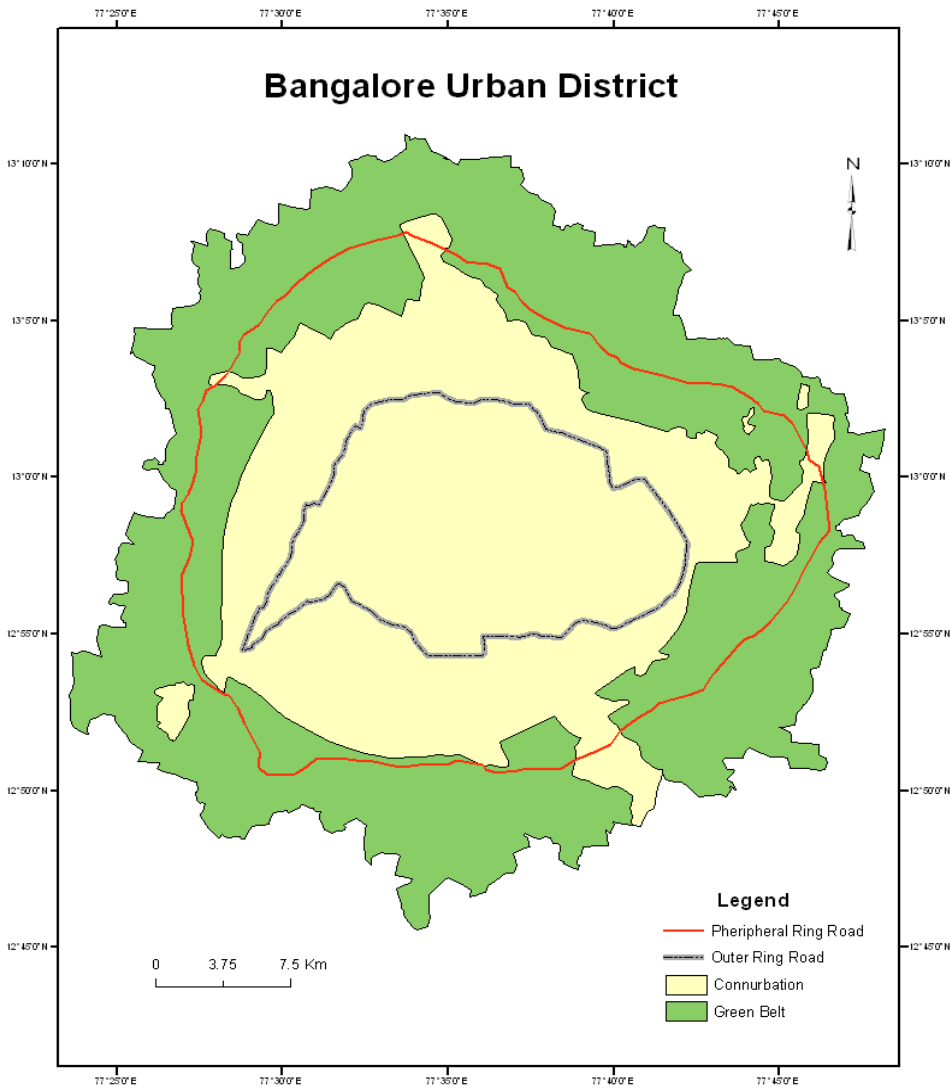 77°25'0"E 77°30'0"E 77°35'0"E 77°40'0"E 77°45'0"E
Bangalore Urban District
13°10'0"N 13°10'0"N
N
13°5'0"N 13°5'0"N
13°0'0"N 13°0'0"N
12°55'0"N 12°55'0"N
12°50'0"N 12°50'0"N
Legend
Pheripheral Ring Road
12°45'0"N 12°45'0"N
Outer Ring Road
0 3.75 7.5 Km
Connurbation
Green Belt
77°25'0"E 77°30'0"E 77°35'0"E 77°40'0"E 77°45'0"E